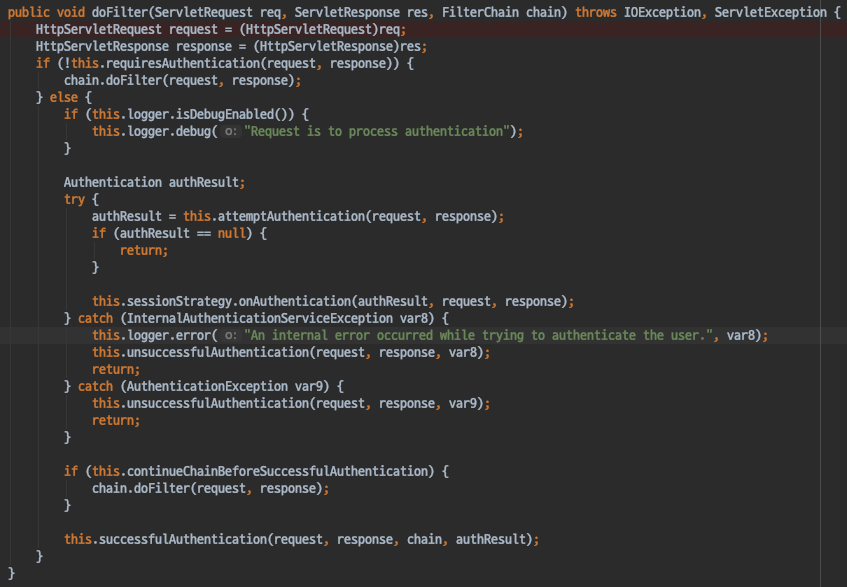 public void doFilter(ServletRequest req, ServletResponse res, FilterChain chain) throws IOException, ServletException {
    HttpServletRequest request = (HttpServletRequest)req;
    HttpServletResponse response = (HttpServletResponse)res;
    if (!this.requiresAuthentication(request, response)) {
        chain.doFilter(request, response);
    } else {
        if (this.logger.isDebugEnabled()) {
            this.logger.debug( o: "Request is to process authentication");
        }

        Authentication authResult;
        try {
            authResult = this.attemptAuthentication(request, response);
            if (authResult == null) {
                return;
            }

            this.sessionStrategy.onAuthentication(authResult, request, response);
        } catch (InternalAuthenticationServiceException var8) {
            this.logger.error( o: "An internal error occurred while trying to authenticate the user.", var8);
            this.unsuccessfulAuthentication(request, response, var8);
            return;
        } catch (AuthenticationException var9) {
            this.unsuccessfulAuthentication(request, response, var9);
            return;
        }

        if (this.continueChainBeforeSuccessfulAuthentication) {
            chain.doFilter(request, response);
        }

        this.successfulAuthentication(request, response, chain, authResult);
    }
}